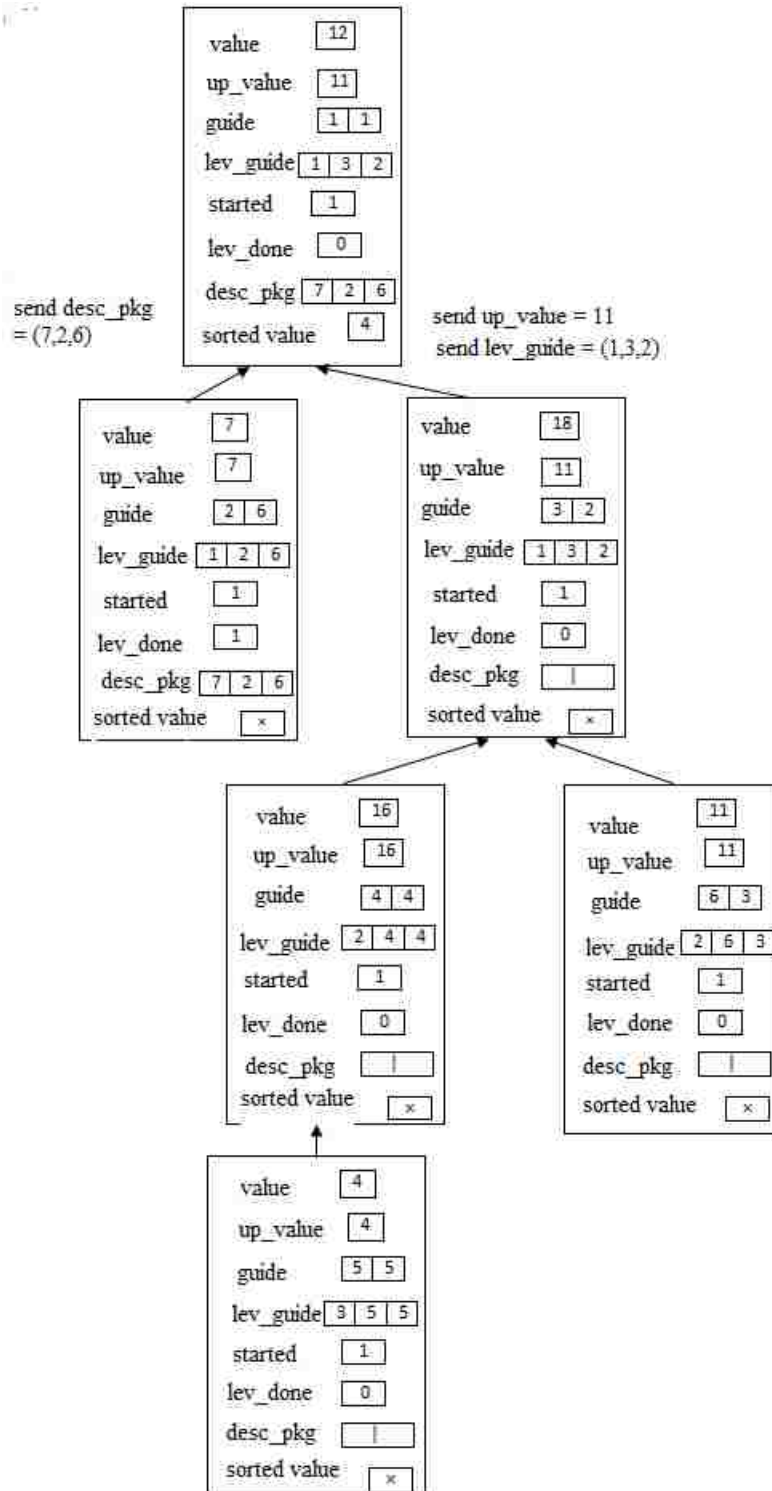 value 12
up_value 11
guide 1 1
lev_guide 1 3 2
started 1
lev_done 0
desc_pkg 7 2 6
sorted value 4
send desc_pkg
= (7,2,6)
send up_value = 11
send lev_guide = (1,3,2)
value 7
up_value 7
guide 2 6
lev_guide 1 2 6
started 1
lev_done 1
desc_pkg 7 2 6
sorted value ×
value 18
up_value 11
guide 3 2
lev_guide 1 3 2
started 1
lev_done 0
desc_pkg |
sorted value ×
value 16
up_value 16
guide 4 4
lev_guide 2 4 4
started 1
lev_done 0
desc_pkg |
sorted value ×
value 11
up_value 11
guide 6 3
lev_guide 2 6 3
started 1
lev_done 0
desc_pkg |
sorted value ×
value 4
up_value 4
guide 5 5
lev_guide 3 5 5
started 1
lev_done 0
desc_pkg |
sorted value ×